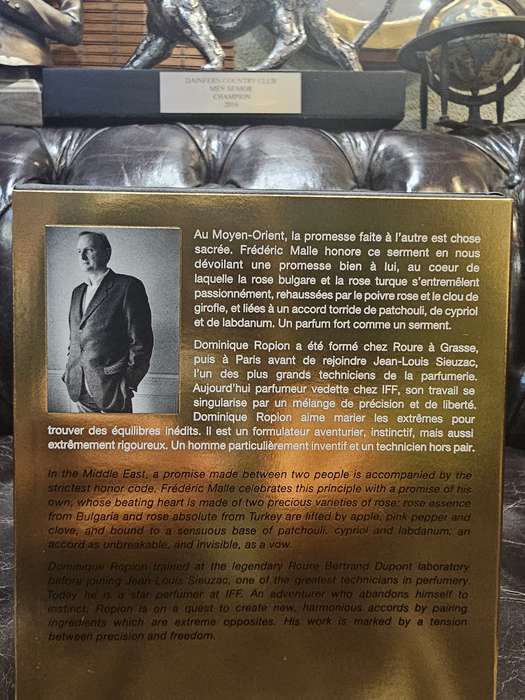 DAINFERN COUNTRY CLUB
MEN SENIOR
CHAMPION
2016
Au Moyen-Orient, la promesse faite à l'autre est chose
sacrée. Frédéric Malle honore ce serment en nous
dévoilant une promesse bien à lui, au coeur de
laquelle la rose bulgare et la rose turque s'entremêlent
passionnément, rehaussées par le poivre rose et le clou de
girofle, et liées à un accord torride de patchouli, de cypriol
et de labdanum. Un parfum fort comme un serment.
Dominique Ropion a été formé chez Roure à Grasse,
puis à Paris avant de rejoindre Jean-Louis Sieuzac,
l'un des plus grands techniciens de la parfumerie.
Aujourd'hui parfumeur vedette chez IFF, son travail se
singularise par un mélange de précision et de liberté.
Dominique Ropion aime marier les extrêmes pour
trouver des équilibres inédits. Il est un formulateur aventurier, instinctif, mais aussi
extrêmement rigoureux. Un homme particulièrement inventif et un technicien hors pair.
In the Middle East, a promise made between two people is accompanied by the
strictest honor code. Frédéric Malle celebrates this principle with a promise of his
own, whose beating heart is made of two precious varieties of rose: rose essence
from Bulgaria and rose absolute from Turkey are lifted by apple, pink pepper and
clove, and bound to a sensuous base of patchouli, cypriol and labdanum, an
accord as unbreakable, and invisible, as a vow.
Dominique Ropion trained at the legendary Roure Bertrand Dupont laboratory
before joining Jean-Louis Sieuzac, one of the greatest technicians in perfumery.
Today he is a star perfumer at IFF. An adventurer who abandons himself to
instinct, Ropion is on a quest to create new, harmonious accords by pairing
ingredients which are extreme opposites. His work is marked by a tension
between precision and freedom.